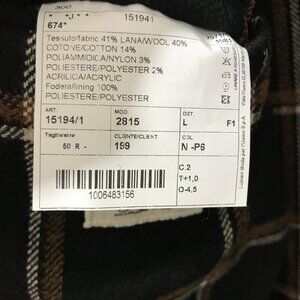 300
* *J* * 151941
674*
Tessuto/fabric 41% LANA/WOOL 40%
COTONE/COTTON 14%
POLIAMMIDICA/NYLON 3%
POLIESTERE/POLYESTER 2%
ACRILICA/ACRYLIC
Fodera/lining 100%
POLIESTERE/POLYESTER
ART. MOD. DST.
15194/1 2815 L F1
Taglia/size CLIENTE/CLIENT COL.
50 R - 199 N -P6
C.2
T+1,0
O-4,5
1006483156